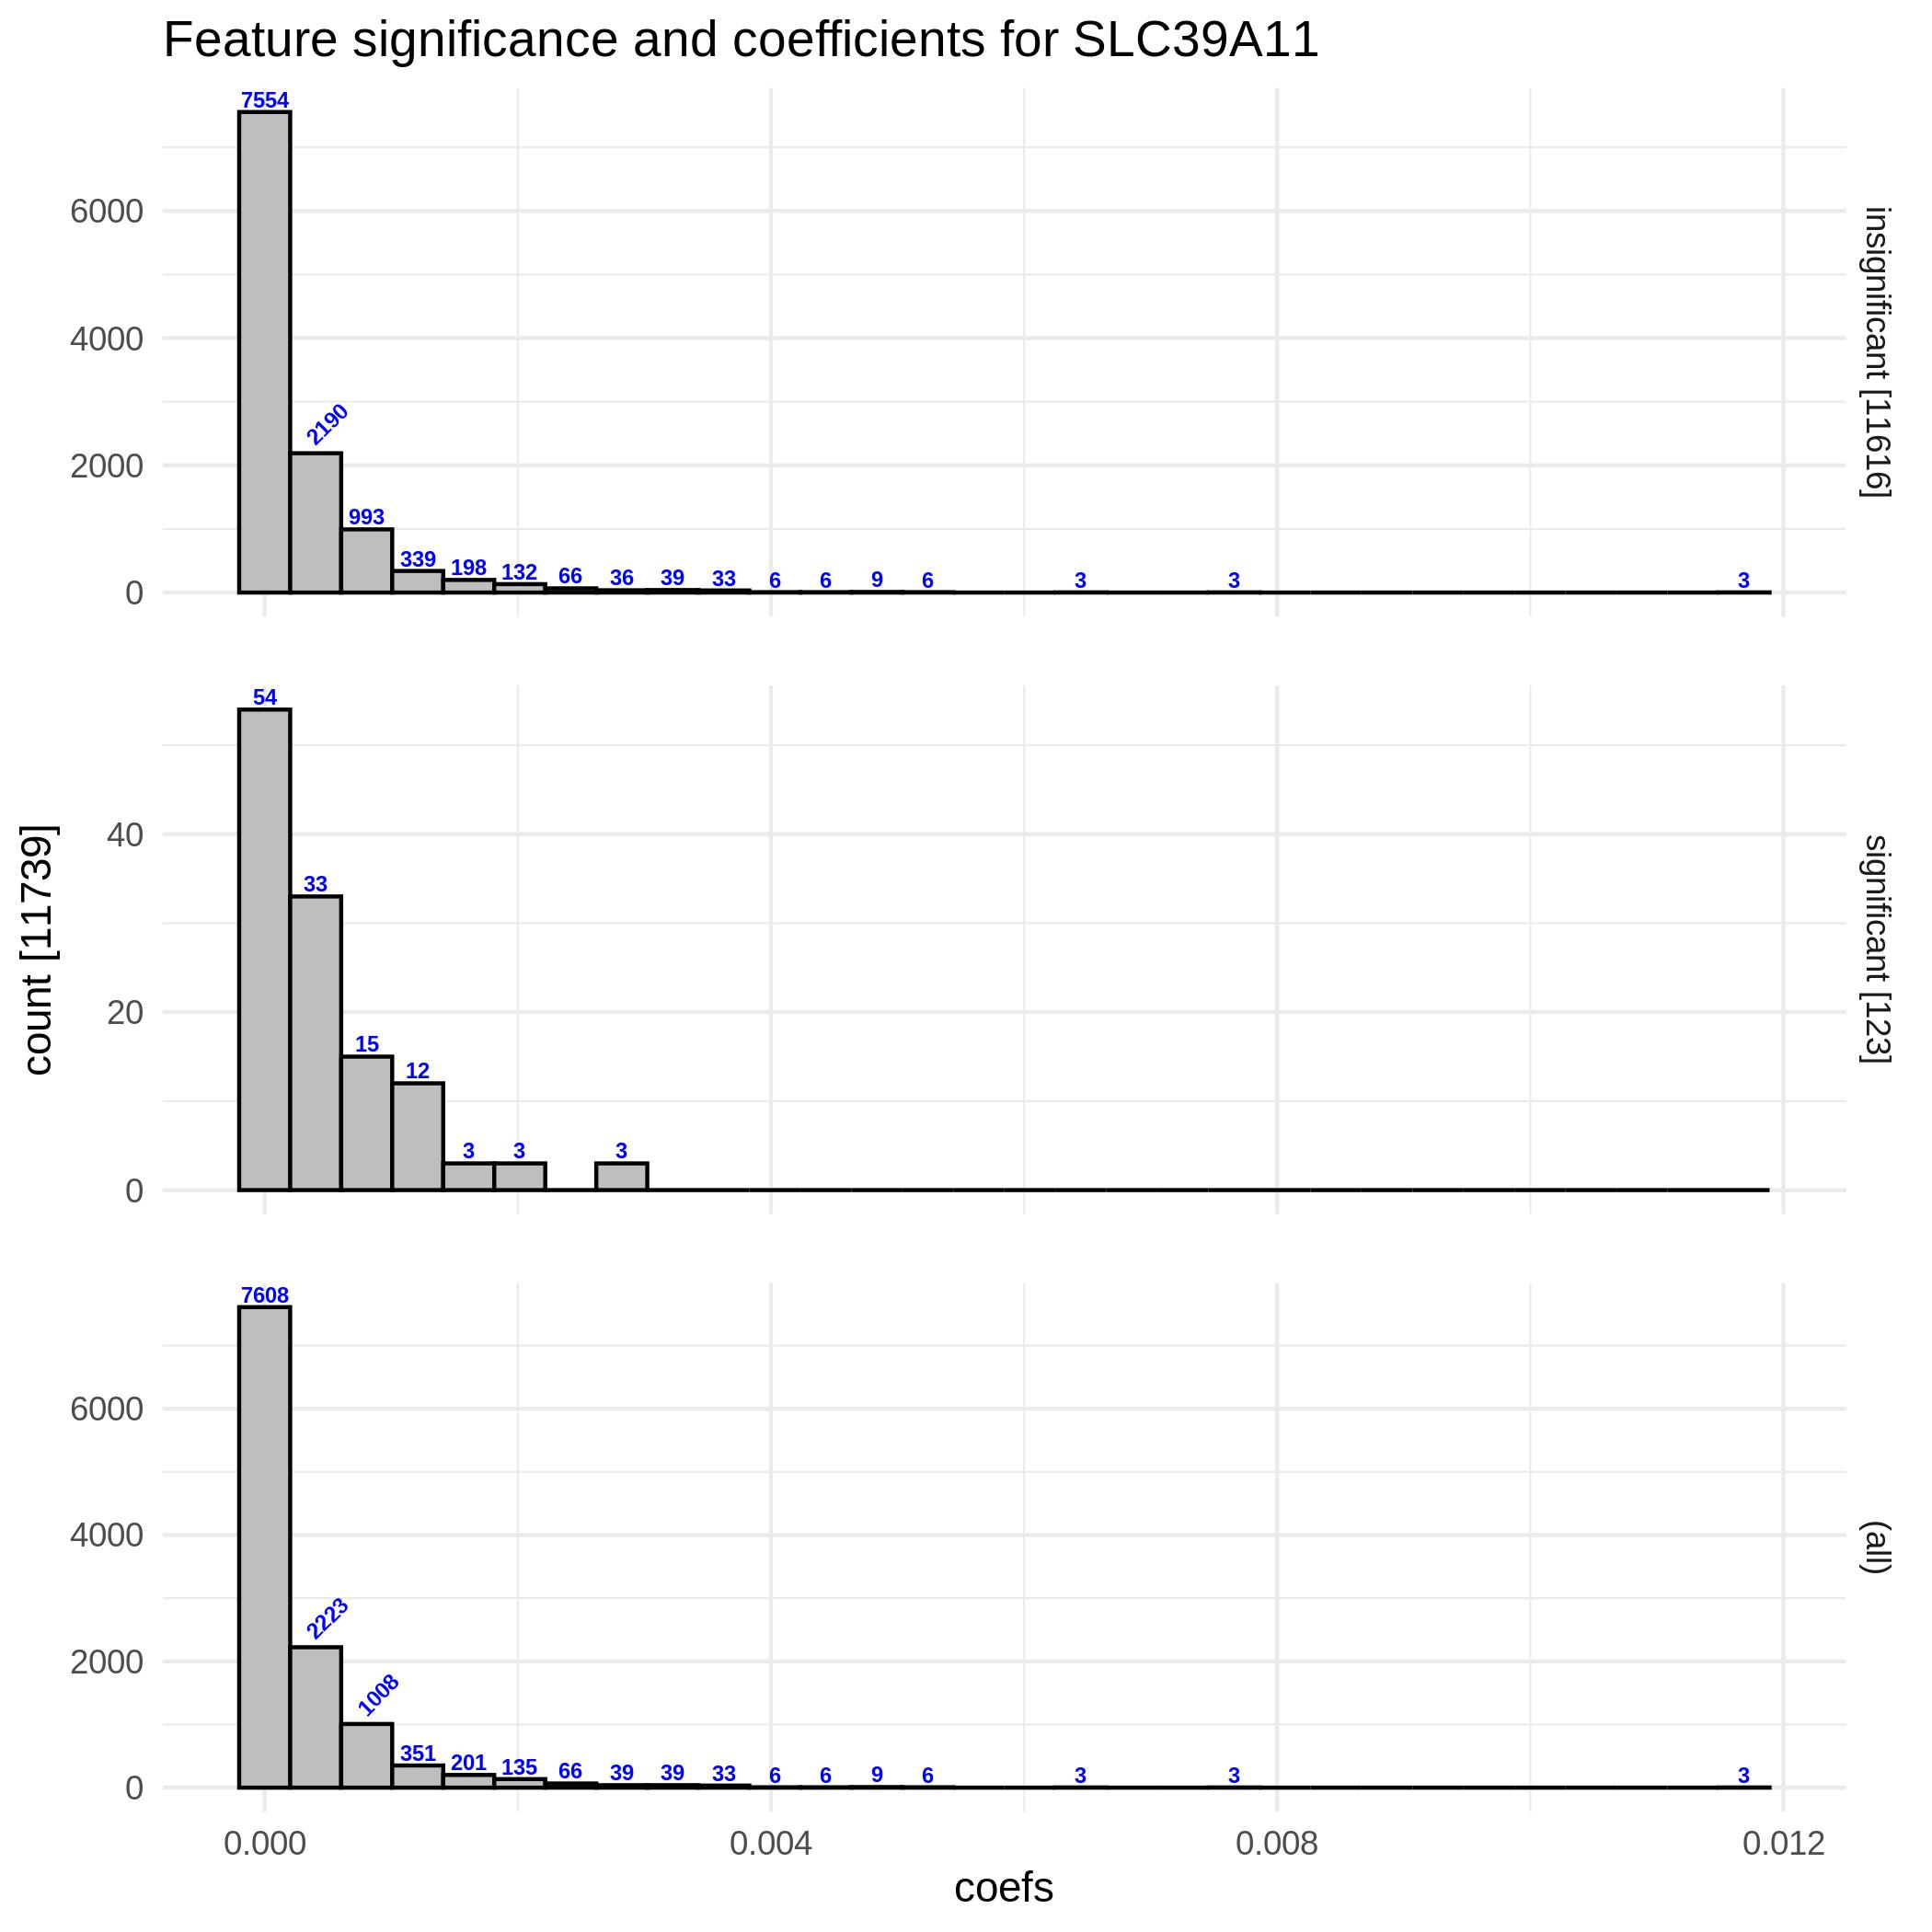 Feature significance and coefficients for SLC39A11
7554
2190
993
339 198 132 66 36 39 33 6 6 9 6 3 3 3
6000
4000
2000
0
insignificant [11616]
54
33
15
12
3 3 3
40
20
0
significant [123]
count [11739]
7608
2223
1008
351 201 135 66 39 39 33 6 6 9 6 3 3 3
6000
4000
2000
0
(all)
0.000 0.004 0.008 0.012
coefs